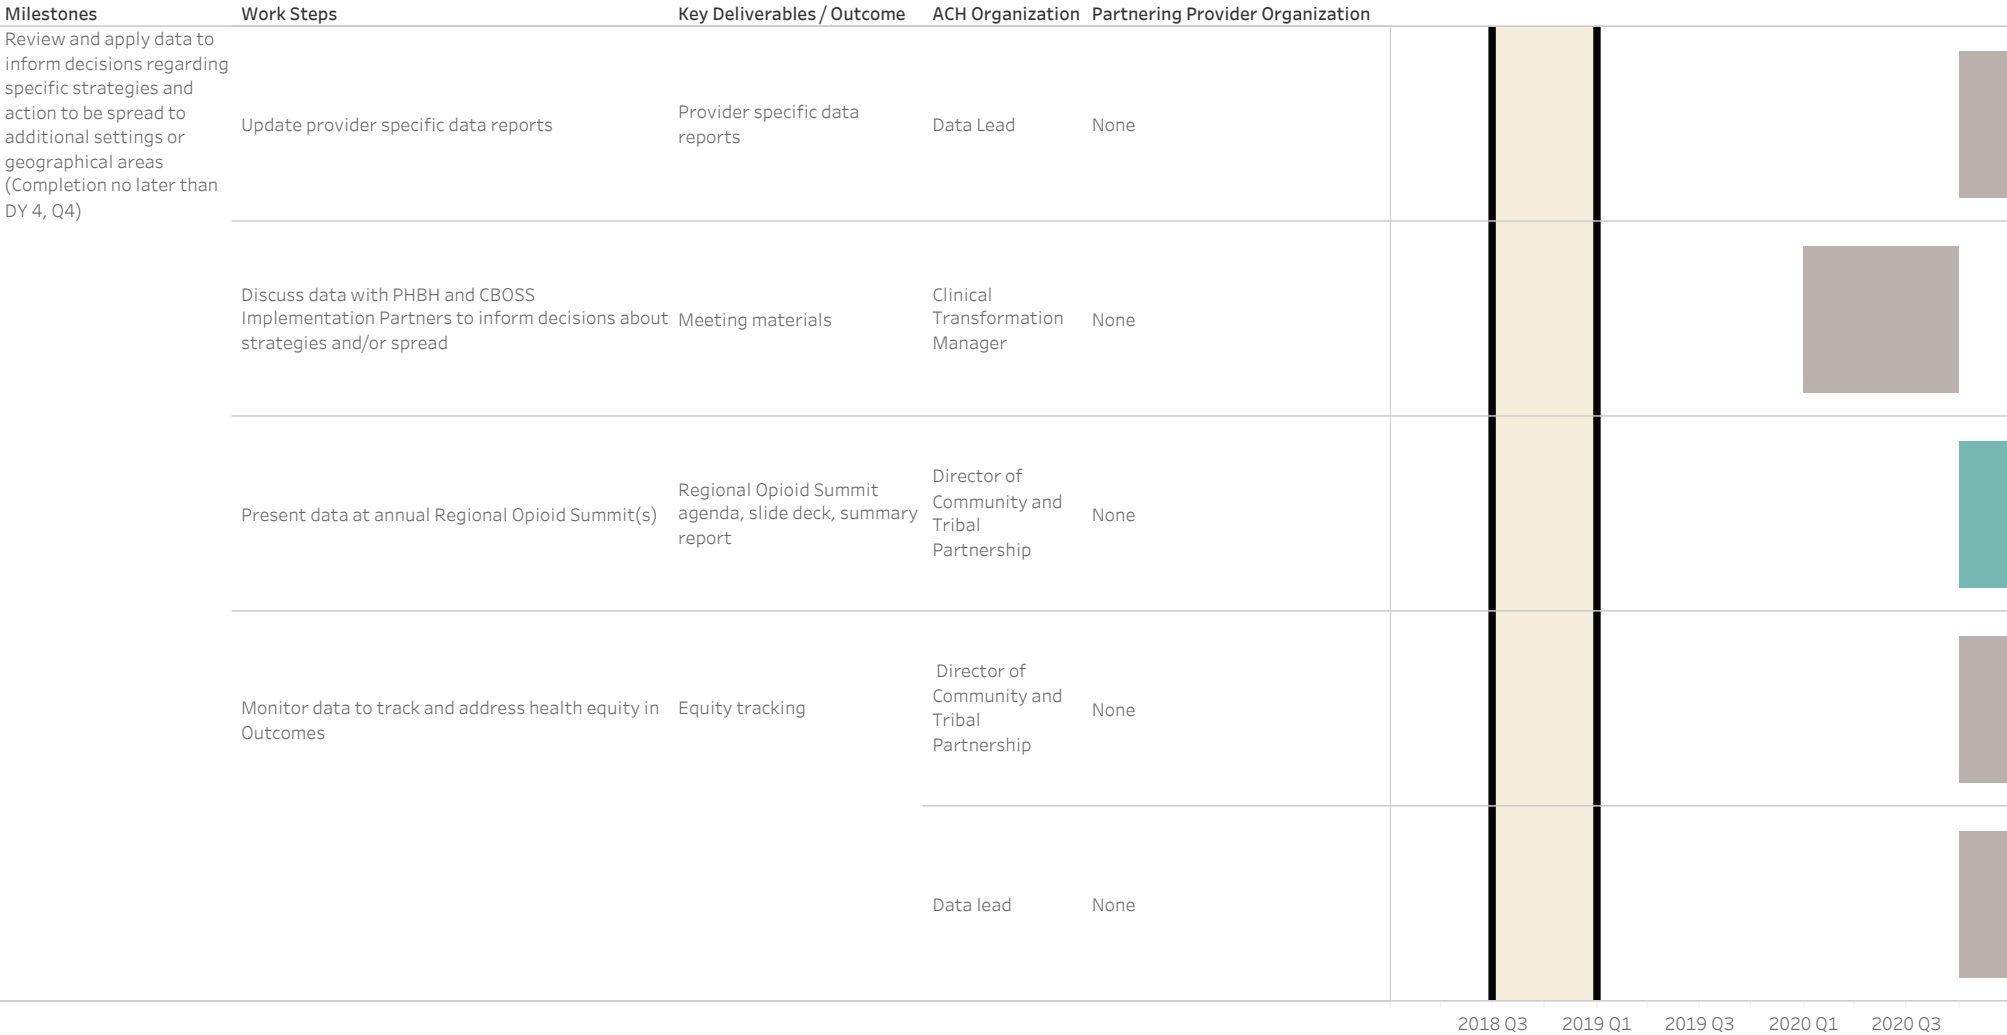 Milestones Work Steps Key Deliverables / Outcome ACH Organization Partnering Provider Organization
Review and apply data to
inform decisions regarding
specific strategies and
action to be spread to
additional settings or
geographical areas
(Completion no later than
DY 4, Q4)
Update provider specific data reports
Provider specific data
reports
Data Lead
None
Discuss data with PHBH and CBOSS
Implementation Partners to inform decisions about
strategies and/or spread
Meeting materials
Clinical
Transformation
Manager
None
Present data at annual Regional Opioid Summit(s)
Regional Opioid Summit
agenda, slide deck, summary
report
Director of
Community and
Tribal
Partnership
None
Monitor data to track and address health equity in
Outcomes
Equity tracking
Director of
Community and
Tribal
Partnership
None
Data lead
None
2018 Q3 2019 Q1 2019 Q3 2020 Q1 2020 Q3